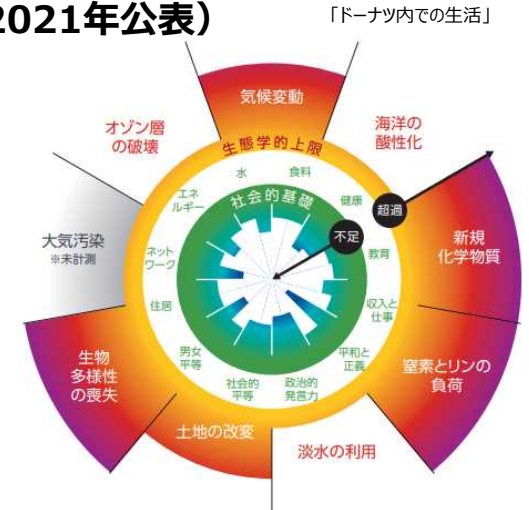 2021年公表）
「ドーナツ内での生活」
気候変動
オゾン層
の破壊
海洋の
酸性化
生態学的上限
水
食料
エネ
ルギー
社会的基礎
健康
超過
不足
大気汚染
※未計測
ネット
ワーク
教育
新規
化学物質
住居
収入と
仕事
生物
多様性
の喪失
男女
平等
平和と
正義
窒素とリンの
負荷
社会的
平等
政治的
発言力
土地の改変
淡水の利用